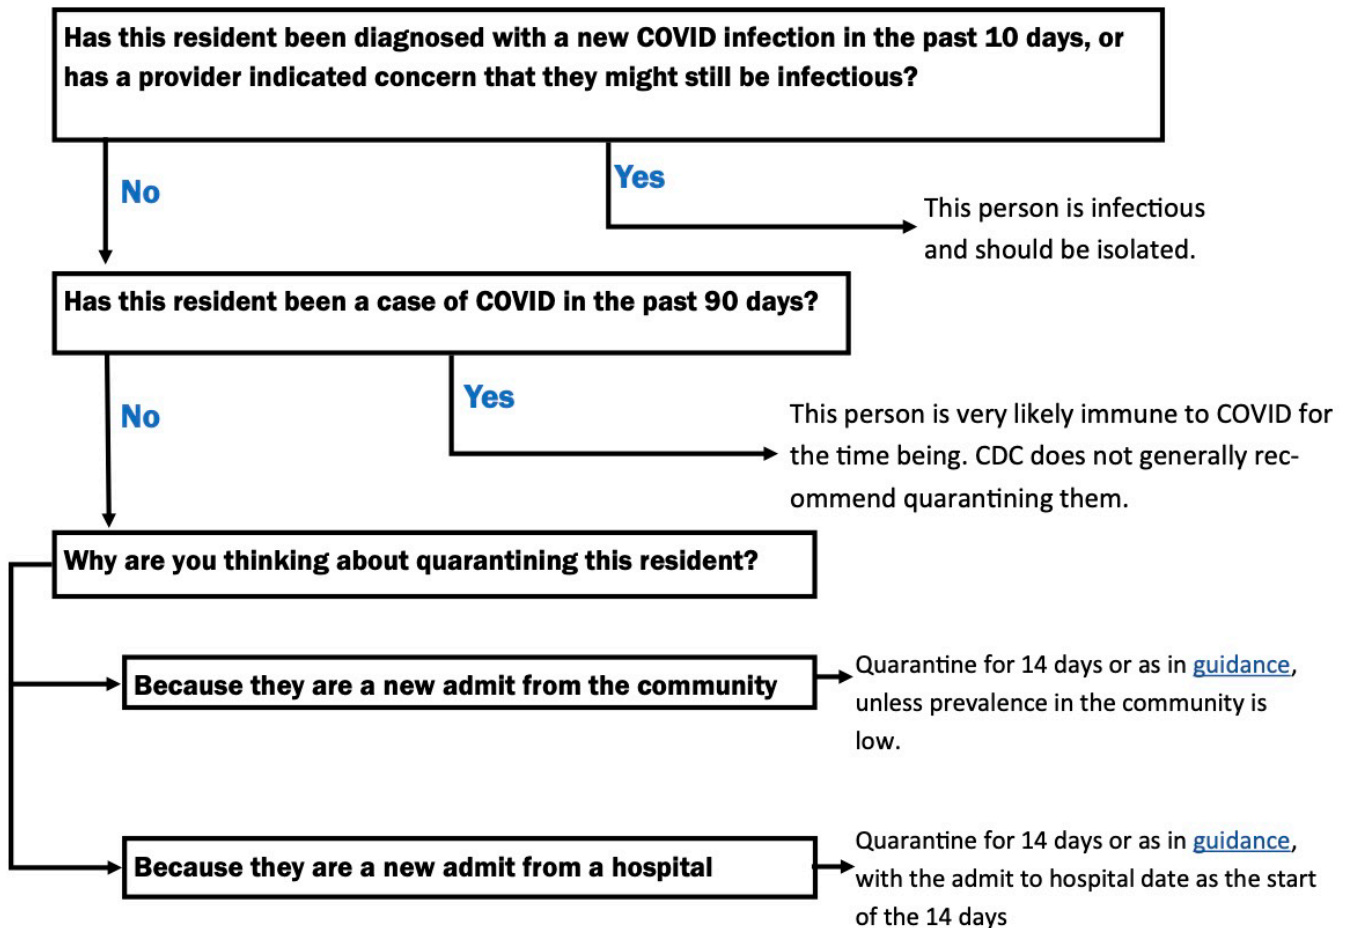 Has this resident been diagnosed with a new COVID infection in the past 10 days, or
has a provider indicated concern that they might still be infectious?
No
Yes
This person is infectious
and should be isolated.
Has this resident been a case of COVID in the past 90 days?
No
Yes
This person is very likely immune to COVID for
the time being. CDC does not generally rec-
ommend quarantining them.
Why are you thinking about quarantining this resident?
Because they are a new admit from the community
Quarantine for 14 days or as in guidance,
unless prevalence in the community is
low.
Because they are a new admit from a hospital
Quarantine for 14 days or as in guidance,
with the admit to hospital date as the start
of the 14 days